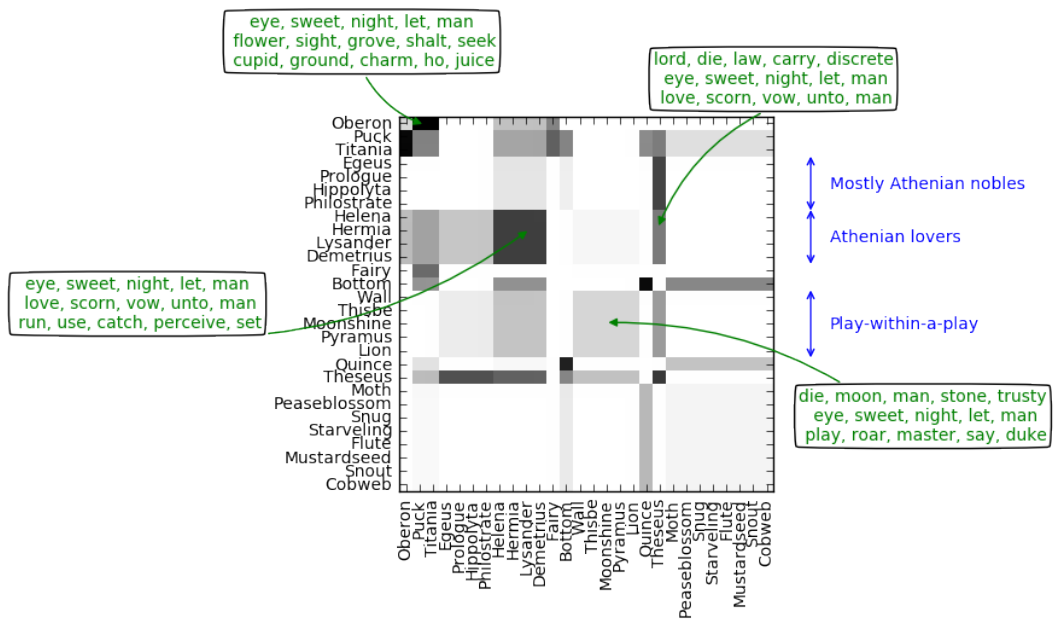 eye, sweet, night, let, man
flower, sight, grove, shalt, seek
cupid, ground, charm, ho, juice
lord, die, law, carry, discrete
eye, sweet, night, let, man
love, scorn, vow, unto, man
Oberon
Puck
Titania
Egeus
Prologue
Hippolyta
Philostrate
Helena
Hermia
Lysander
Demetrius
Fairy
Bottom
Wall
Thisbe
Moonshine
Pyramus
Lion
Quince
Theseus
Moth
Peaseblossom
Snug
Starveling
Flute
Mustardseed
Snout
Cobweb
Mostly Athenian nobles
Athenian lovers
Play-within-a-play
eye, sweet, night, let, man
love, scorn, vow, unto, man
run, use, catch, perceive, set
die, moon, man, stone, trusty
eye, sweet, night, let, man
play, roar, master, say, duke
Oberon
Puck
Titania
Egeus
Prologue
Hippolyta
Philostrate
Helena
Hermia
Lysander
Demetrius
Fairy
Bottom
Wall
Thisbe
Moonshine
Pyramus
Lion
Quince
Theseus
Moth
Peaseblossom
Snug
Starveling
Flute
Mustardseed
Snout
Cobweb